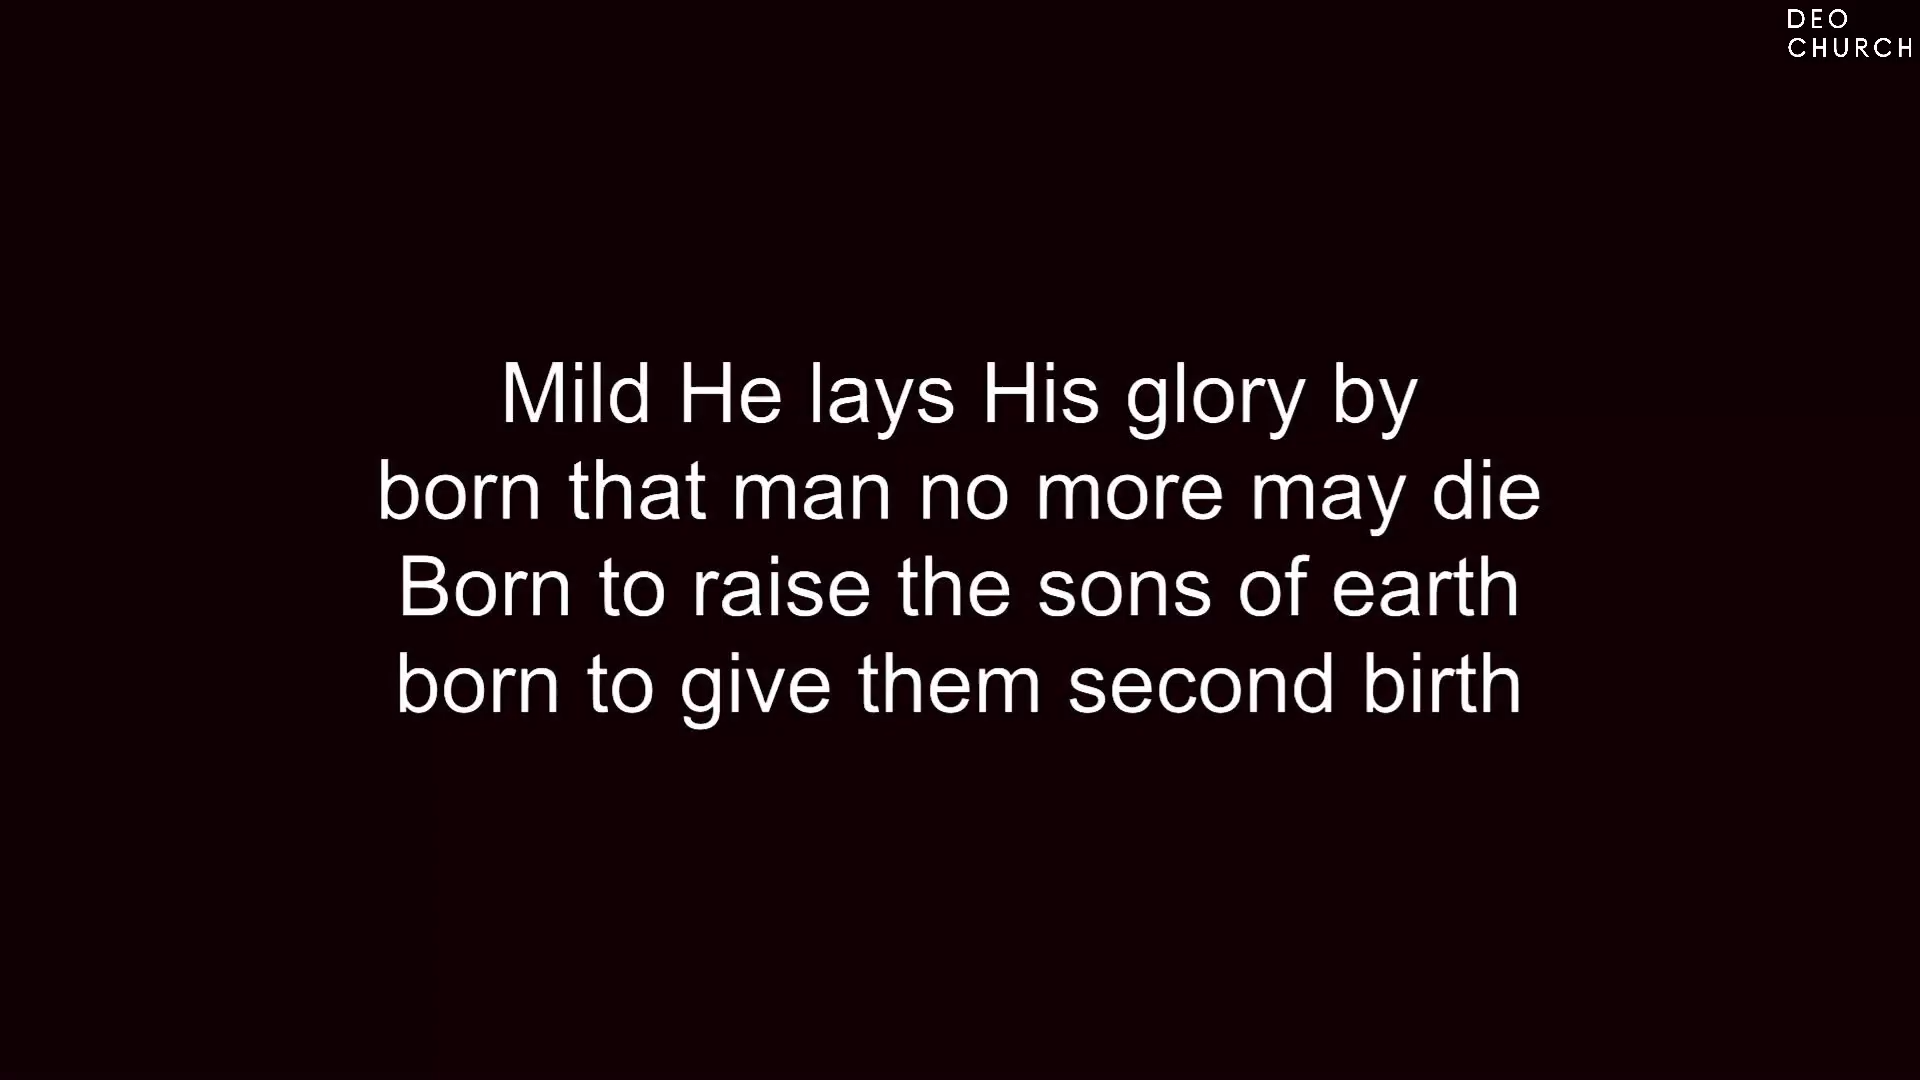 DEO
CHURCH
Mild He lays His glory by
born that man no more may die
Born to raise the sons of earth
born to give them second birth